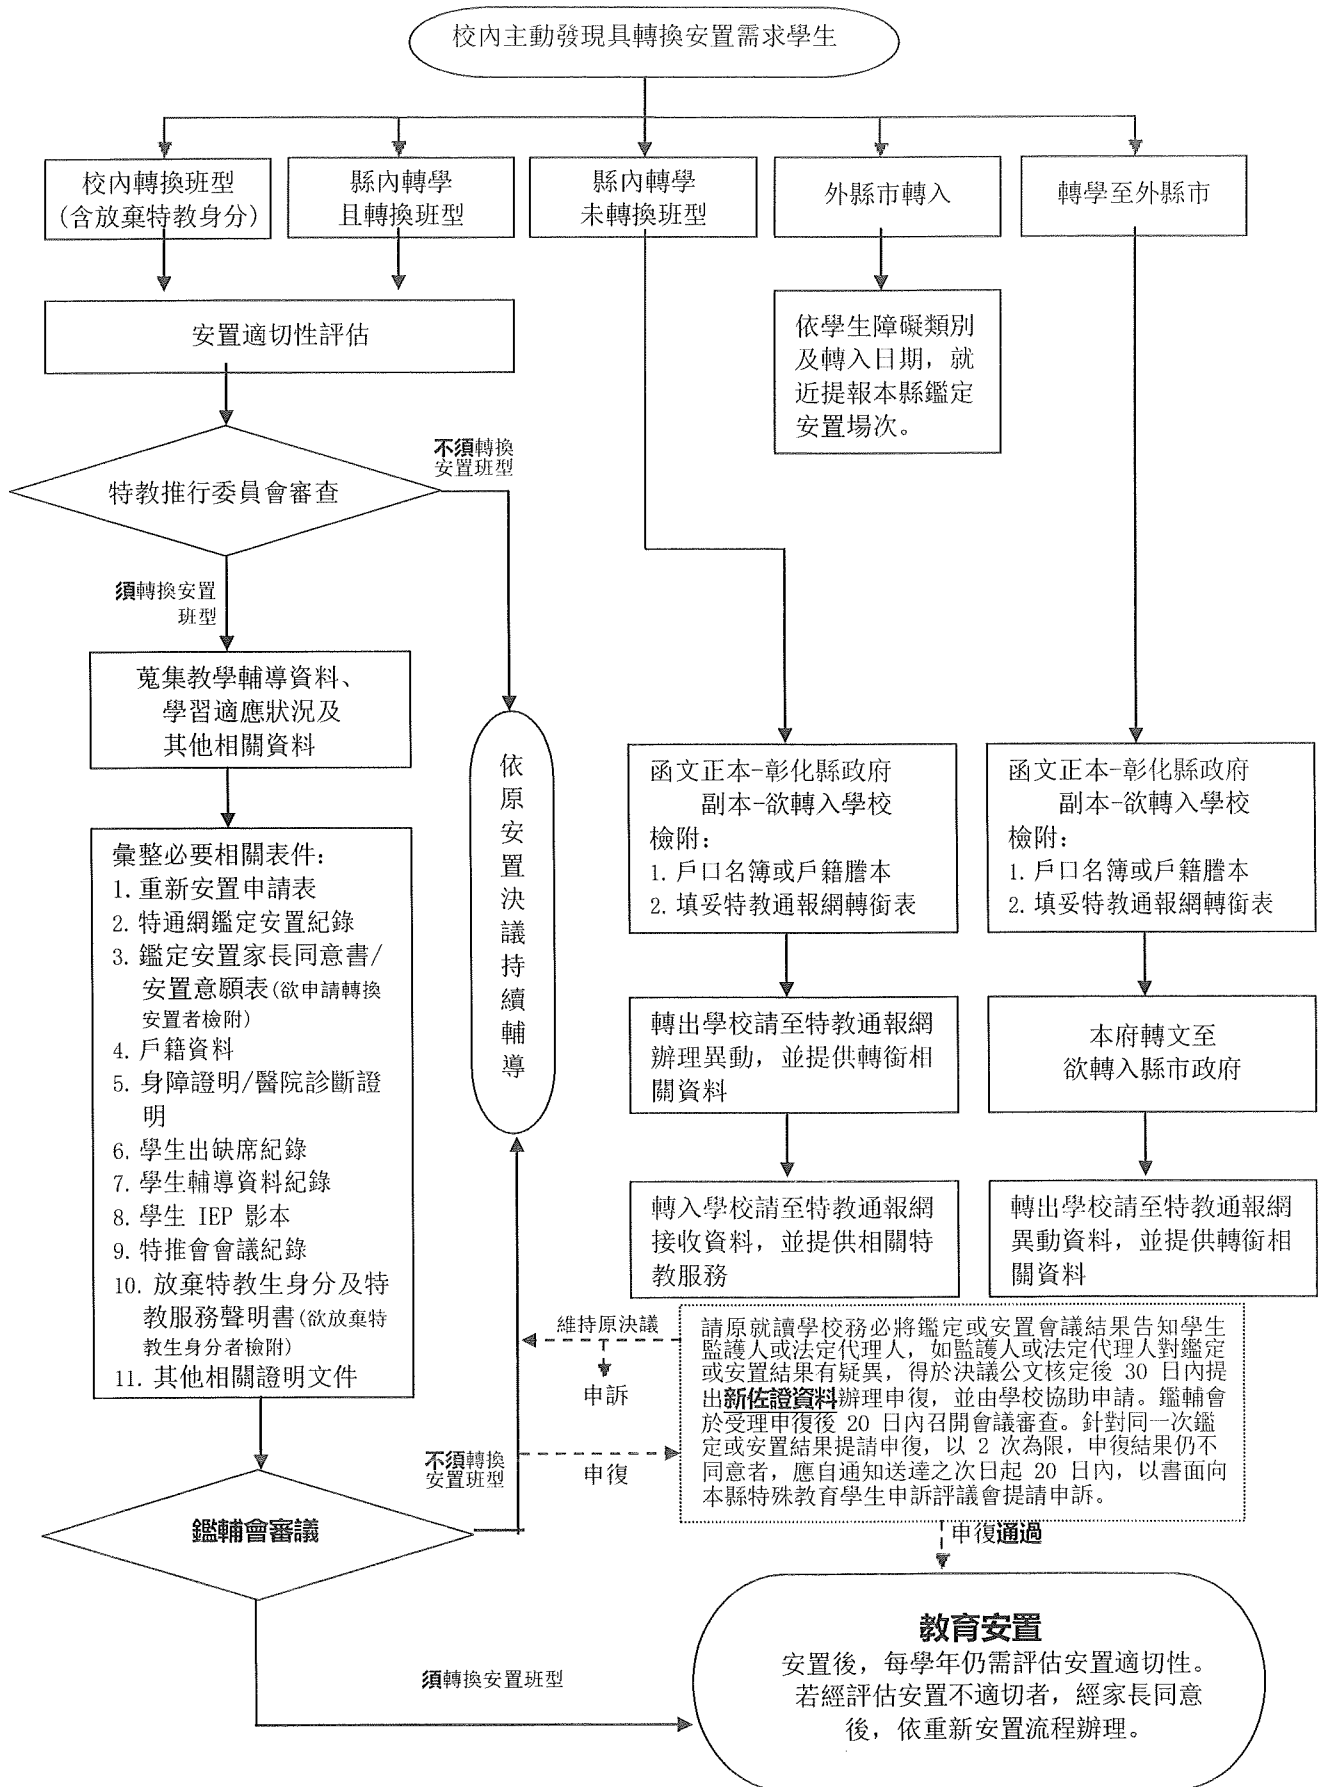 校內主動發現具轉換安置需求學生
校內轉換班型
(含放棄特教身分)
縣內轉學
且轉換班型
縣內轉學
未轉換班型
外縣市轉入
轉學至外縣市
安置適切性評估
依學生障礙類別
及轉入日期，就
近提報本縣鑑定
安置場次。
特教推行委員會審查
不須轉換
安置班型
須轉換安置
班型
蒐集教學輔導資料、
學習適應狀況及
其他相關資料
依原安置決議持續輔導
函文正本-彰化縣政府
副本-欲轉入學校
檢附：
1. 戶口名簿或戶籍謄本
2. 填妥特教通報網轉銜表
函文正本-彰化縣政府
副本-欲轉入學校
檢附：
1. 戶口名簿或戶籍謄本
2. 填妥特教通報網轉銜表
彙整必要相關表件：
1. 重新安置申請表
2. 特通網鑑定安置紀錄
3. 鑑定安置家長同意書/
安置意願表(欲申請轉換
安置者檢附)
4. 戶籍資料
5. 身障證明/醫院診斷證
明
6. 學生出缺席紀錄
7. 學生輔導資料紀錄
8. 學生 IEP 影本
9. 特推會會議紀錄
10. 放棄特教生身分及特
教服務聲明書(欲放棄特
教生身分者檢附)
11. 其他相關證明文件
轉出學校請至特教通報網
辦理異動，並提供轉銜相
關資料
本府轉文至
欲轉入縣市政府
轉入學校請至特教通報網
接收資料，並提供相關特
教服務
轉出學校請至特教通報網
異動資料，並提供轉銜相
關資料
維持原決議
申訴
請原就讀學校務必將鑑定或安置會議結果告知學生
監護人或法定代理人，如監護人或法定代理人對鑑定
或安置結果有疑異，得於決議公文核定後 30 日內提
出新佐證資料辦理申復，並由學校協助申請。鑑輔會
於受理申復後 20 日內召開會議審查。針對同一次鑑
定或安置結果提請申復，以 2 次為限，申復結果仍不
同意者，應自通知送達之次日起 20 日內，以書面向
本縣特殊教育學生申訴評議會提請申訴。
不須轉換
安置班型
申復
鑑輔會審議
申復通過
須轉換安置班型
教育安置
安置後，每學年仍需評估安置適切性。
若經評估安置不適切者，經家長同意
後，依重新安置流程辦理。